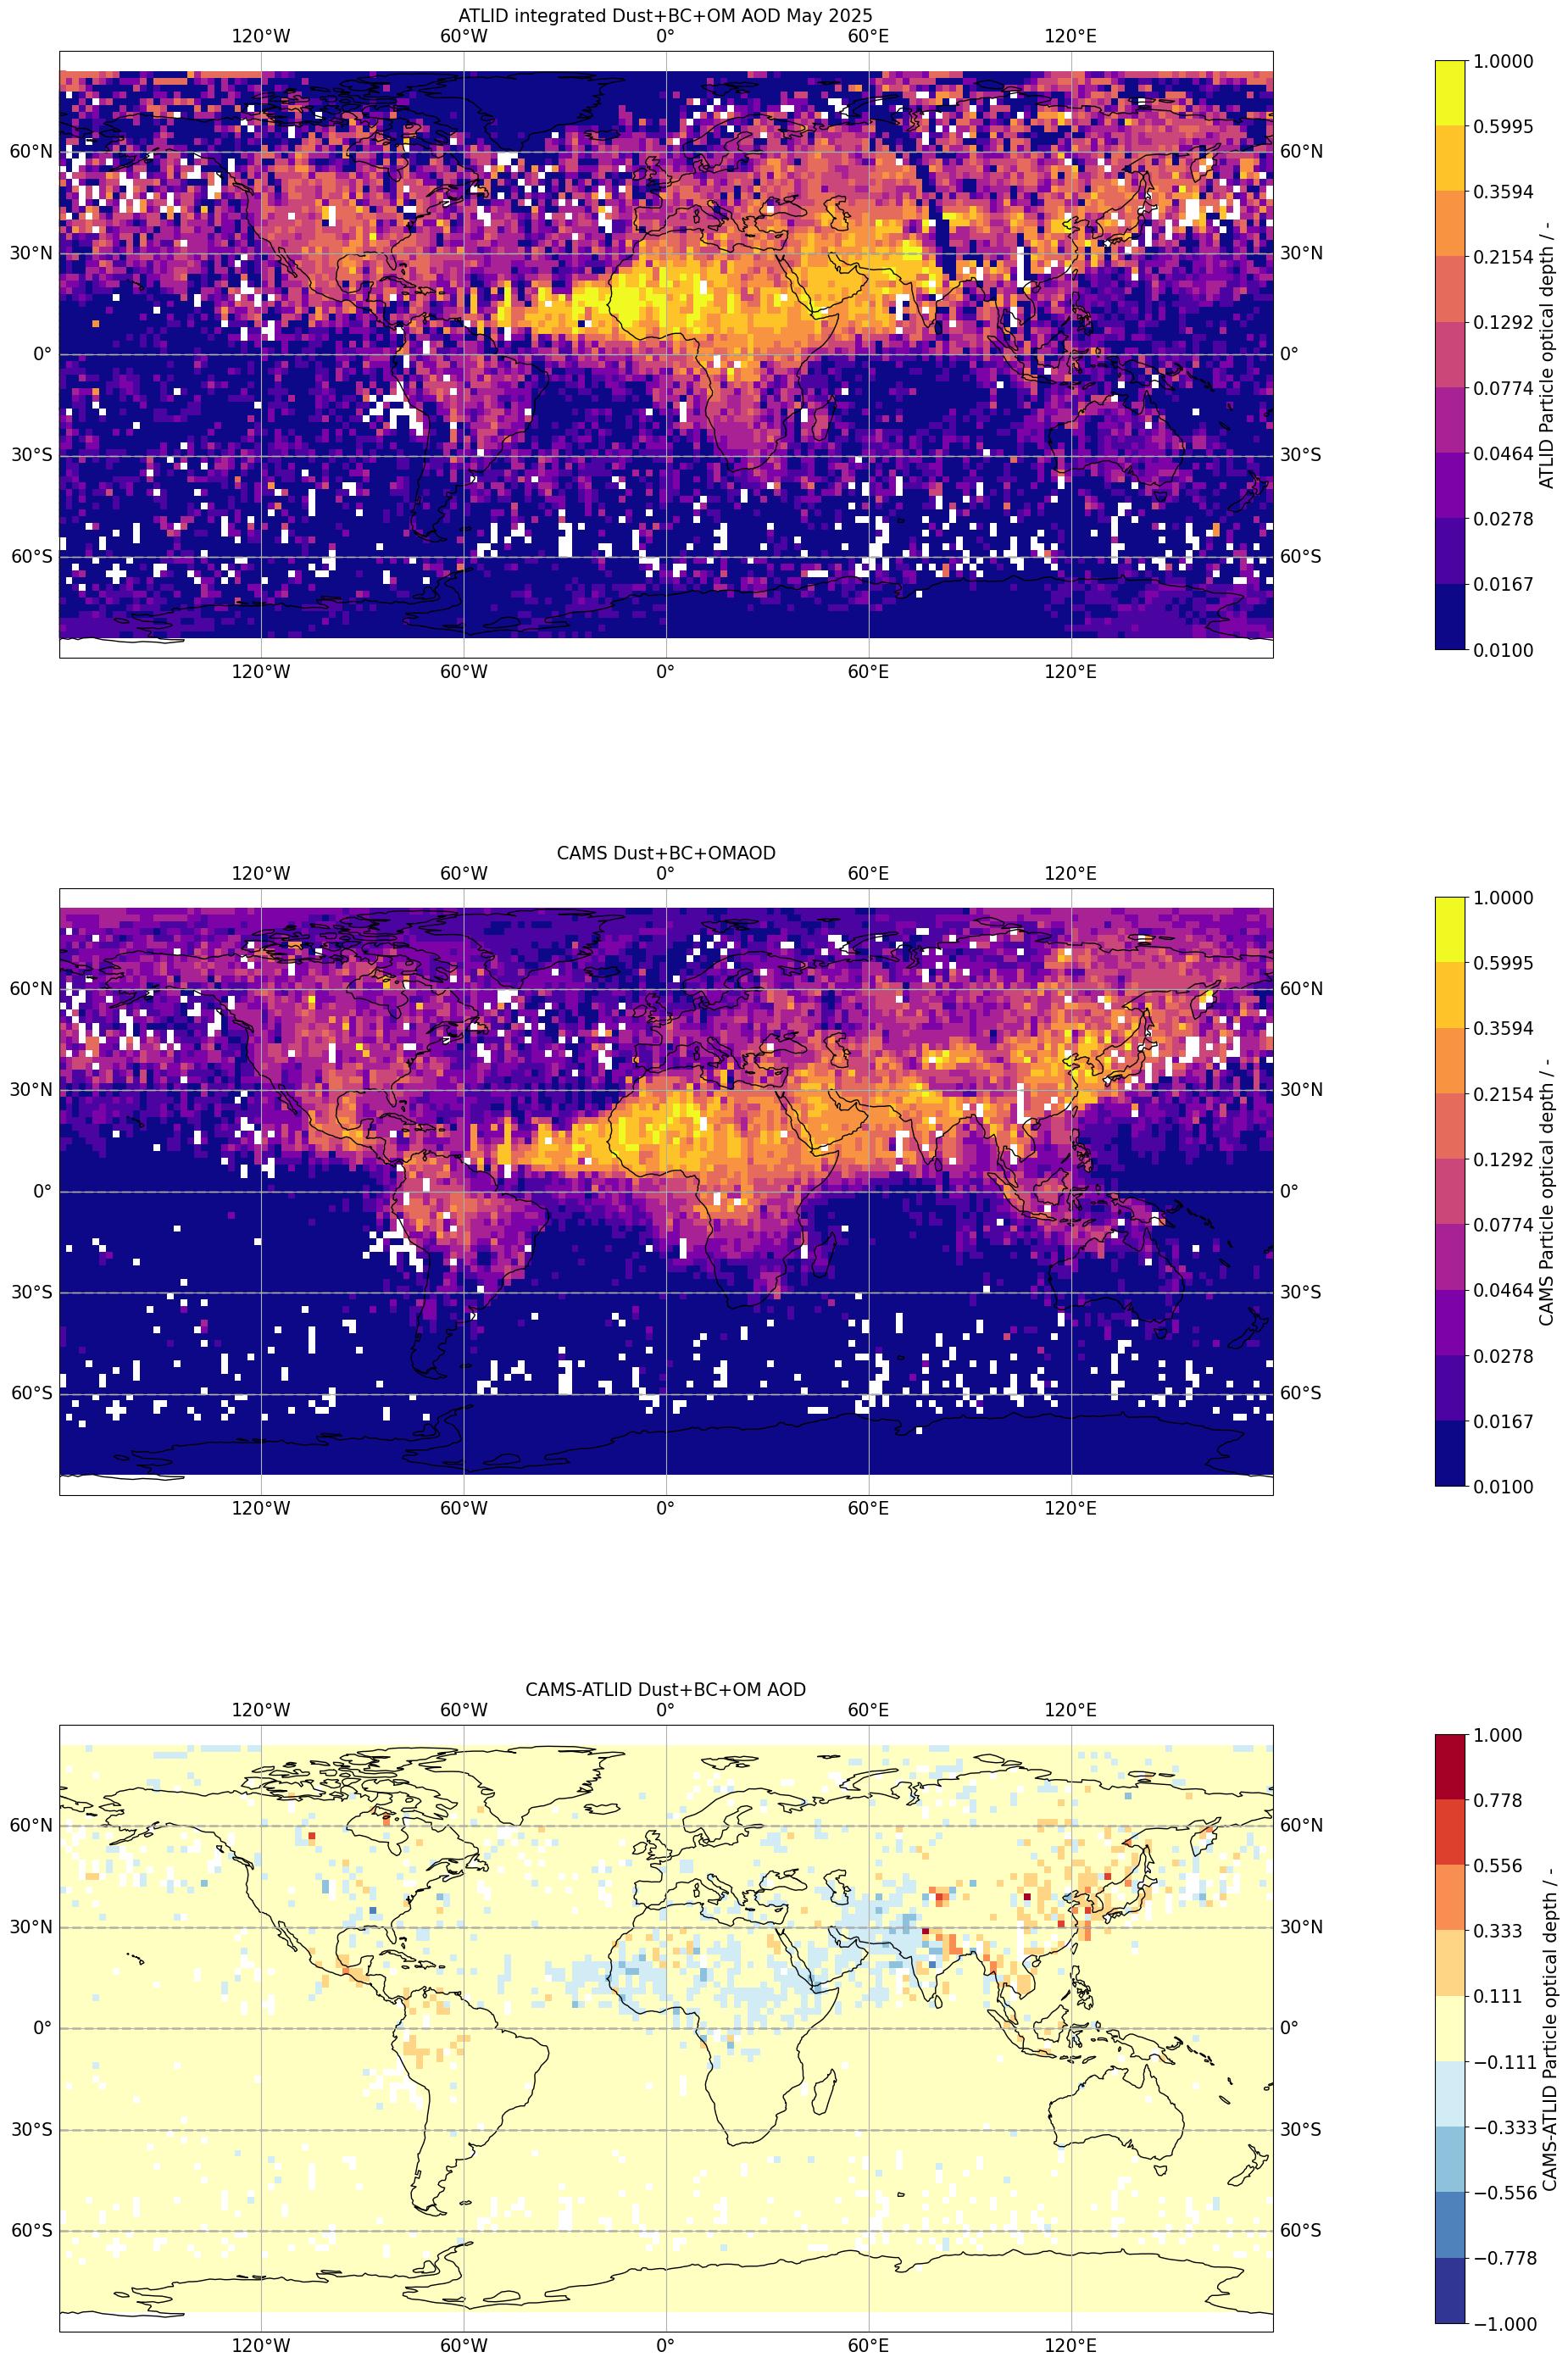 ATLID integrated Dust+BC+OM AOD May 2025
120°W 60°W 0° 60°E 120°E
60°N 60°N
30°N 30°N
0° 0°
30°S 30°S
60°S 60°S
120°W 60°W 0° 60°E 120°E
1.0000
0.5995
0.3594
0.2154
0.1292
0.0774
0.0464
0.0278
0.0167
0.0100
ATLID Particle optical depth / -
CAMS Dust+BC+OMAOD
120°W 60°W 0° 60°E 120°E
60°N 60°N
30°N 30°N
0° 0°
30°S 30°S
60°S 60°S
120°W 60°W 0° 60°E 120°E
1.0000
0.5995
0.3594
0.2154
0.1292
0.0774
0.0464
0.0278
0.0167
0.0100
CAMS Particle optical depth / -
CAMS-ATLID Dust+BC+OM AOD
120°W 60°W 0° 60°E 120°E
60°N 60°N
30°N 30°N
0° 0°
30°S 30°S
60°S 60°S
120°W 60°W 0° 60°E 120°E
1.000
0.778
0.556
0.333
0.111
−0.111
−0.333
−0.556
−0.778
−1.000
CAMS-ATLID Particle optical depth / -